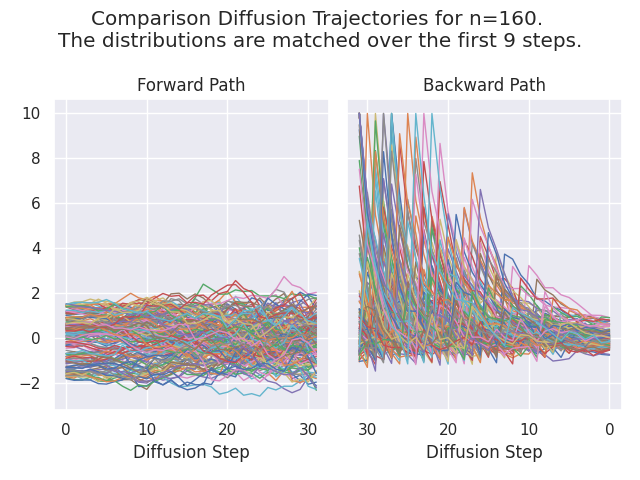 Comparison Diffusion Trajectories for n=160.
The distributions are matched over the first 9 steps.
Forward Path
Backward Path
10
8
6
4
2
0
−2
0
10
20
30
30
20
10
0
Diffusion Step
Diffusion Step